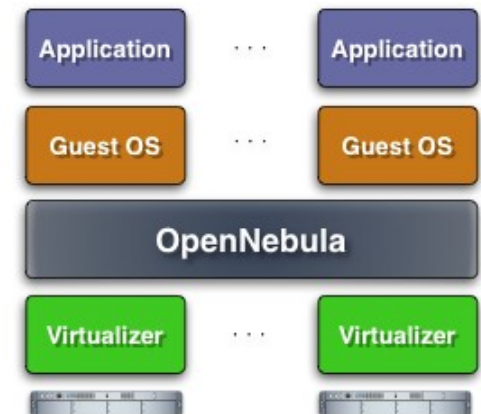 Application . . . Application
Guest OS . . . Guest OS
OpenNebula
Virtualizer . . . Virtualizer